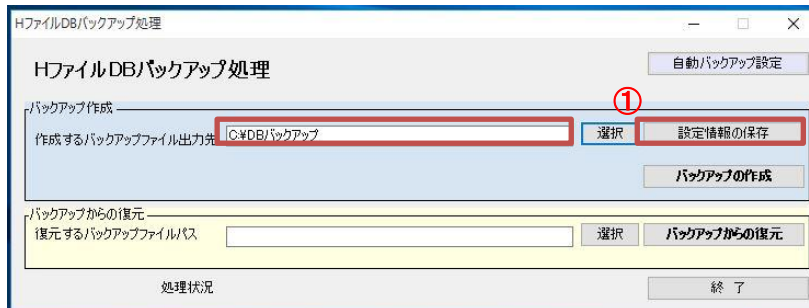 HファイルDBバックアップ処理
HファイルDBバックアップ処理
自動バックアップ設定
バックアップ作成
①
作成するバックアップファイル出力先
C:¥DBバックアップ
選択
設定情報の保存
バックアップの作成
バックアップからの復元
復元するバックアップファイルパス
選択
バックアップからの復元
処理状況
終 了